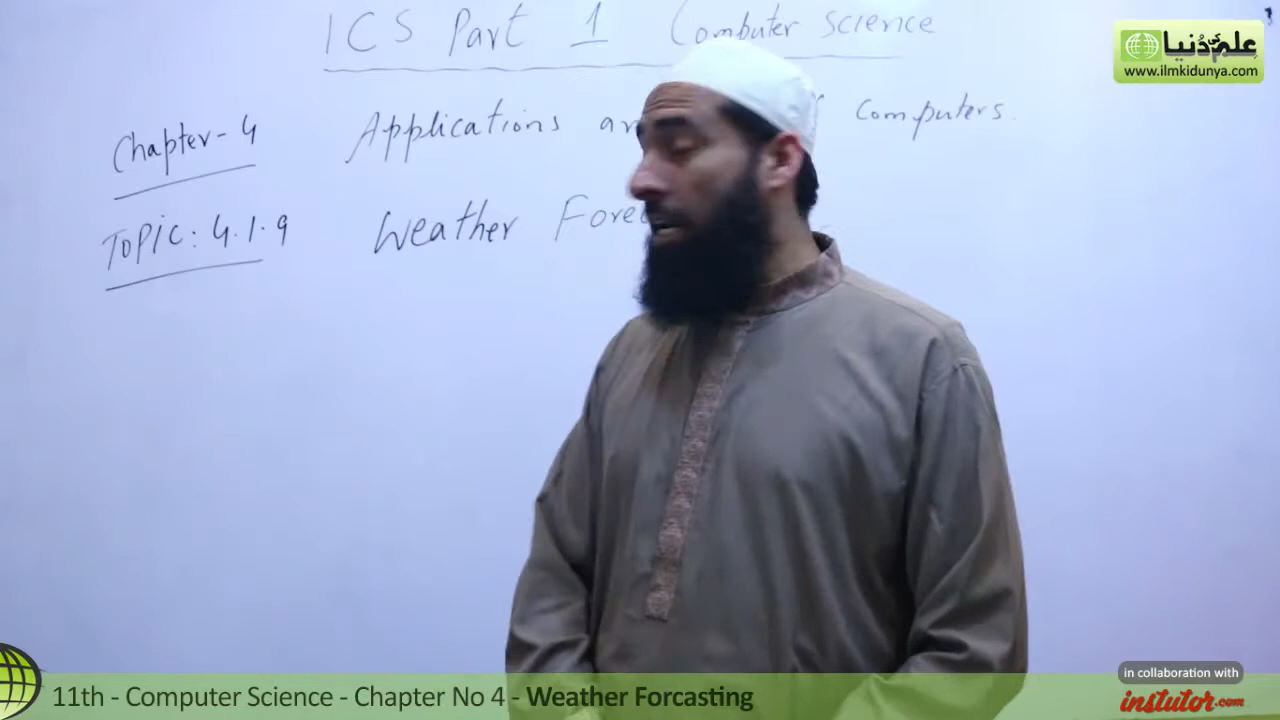 ICS Part 1 Computer Science
علم کی دنیا
www.ilmkidunya.com
Chapter-4 Applications computers.
Topic: 4.1.9 Weather
in collaboration with
instutor.com
11th - Computer Science - Chapter No 4 - Weather Forcasting